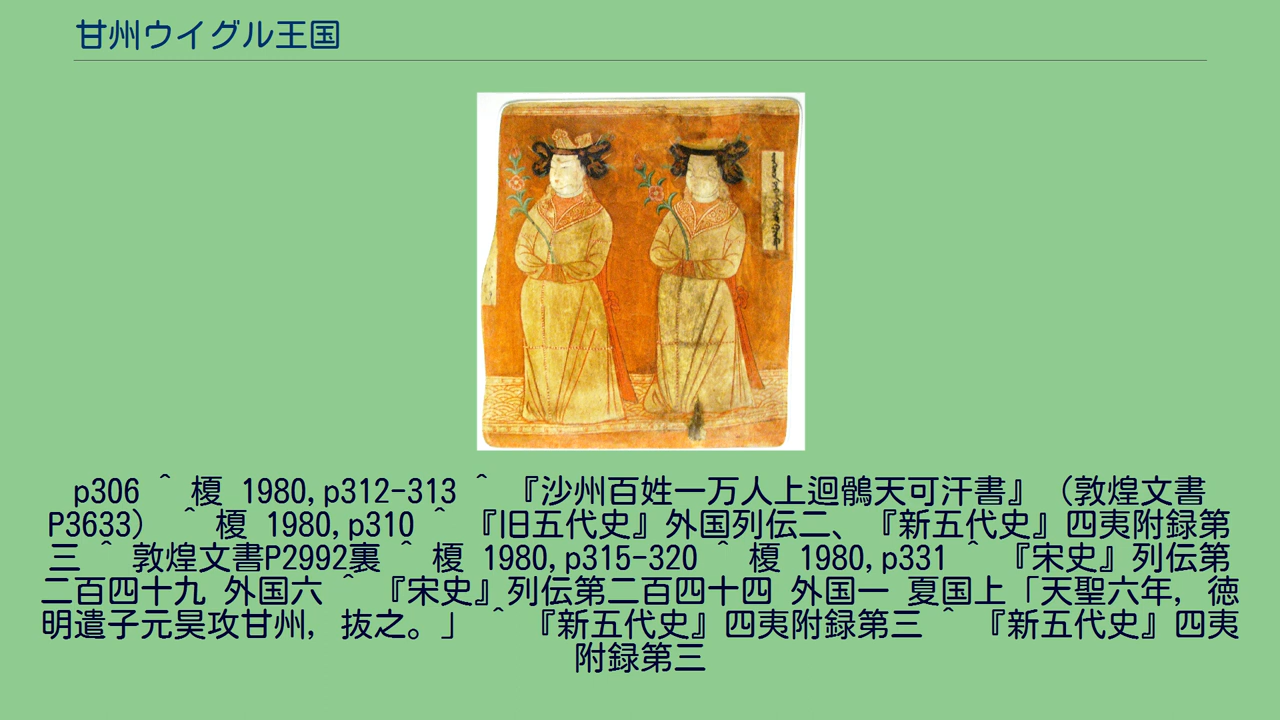 甘州ウイグル王国
p306 ^ 榎 1980,p312-313 ^ 『沙州百姓一万人上迴鶻天可汗書』（敦煌文書
P3633） ^ 榎 1980,p310 ^ 『旧五代史』外国列伝二、『新五代史』四夷附録第
三 ^ 敦煌文書P2992裏 ^ 榎 1980,p315-320 ^ 榎 1980,p331 ^ 『宋史』列伝第
二百四十九 外国六 ^ 『宋史』列伝第二百四十四 外国一 夏国上「天聖六年，徳
明遣子元昊攻甘州，抜之。」 ^ 『新五代史』四夷附録第三 ^ 『新五代史』四夷
附録第三